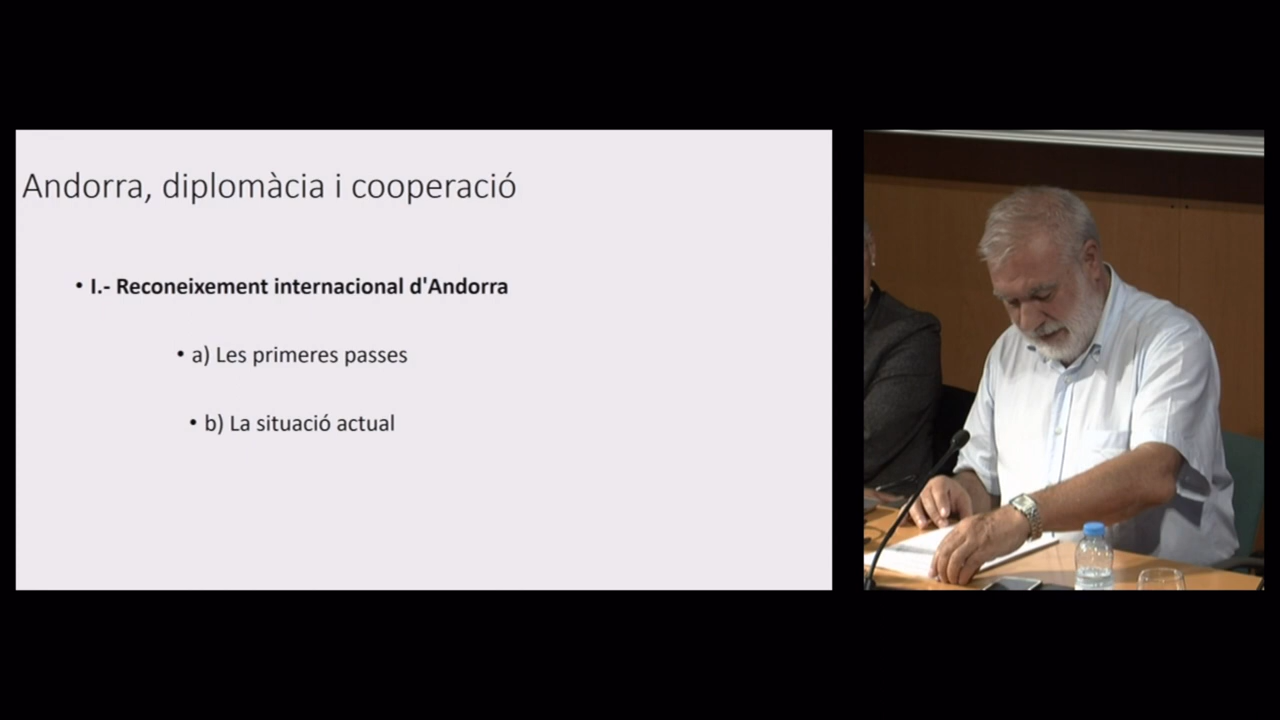 Andorra, diplomàcia i cooperació
• I.- Reconeixement internacional d'Andorra
• a) Les primeres passes
• b) La situació actual